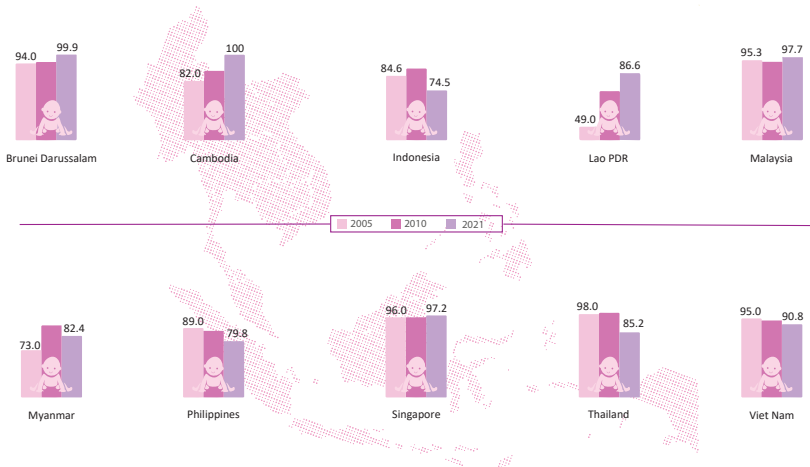 94.0 99.9
Brunei Darussalam
82.0 100
Cambodia
84.6 74.5
Indonesia
49.0 86.6
Lao PDR
95.3 97.7
Malaysia
2005 2010 2021
73.0 82.4
Myanmar
89.0 79.8
Philippines
96.0 97.2
Singapore
98.0 85.2
Thailand
95.0 90.8
Viet Nam